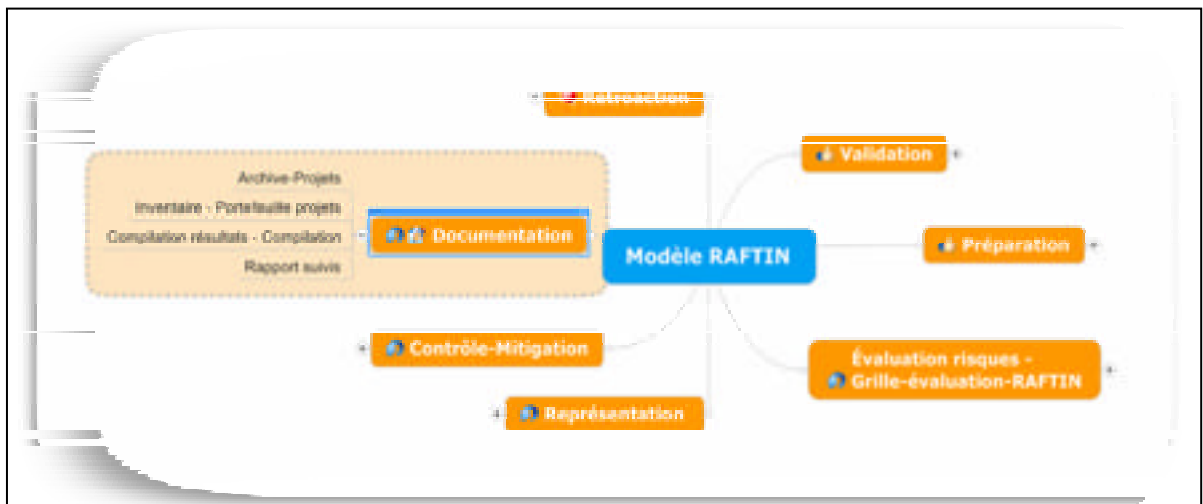 Rétroaction
Validation
Archive-Projets
Inventaire - Portefeuille projets
Documentation
Compilation résultats - Compilation
Préparation
Modèle RAFTIN
Rapport suivis
Contrôle-Mitigation
Évaluation risques -
Grille-évaluation-RAFTIN
Représentation